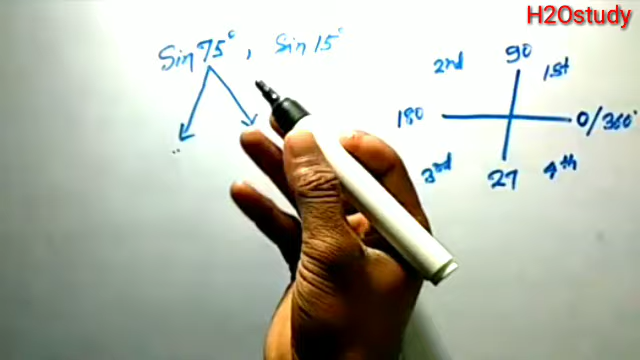 H2Ostudy
Sin 75° , Sin 15°
90
2nd 1st
180 0/360°
3rd 27 4th